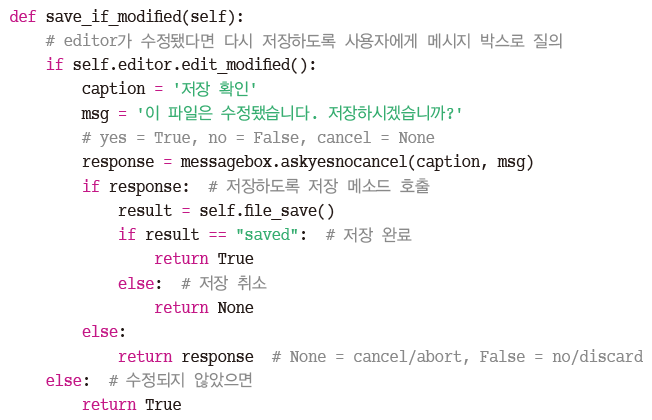 def save_if_modified(self):
    # editor가 수정됐다면 다시 저장하도록 사용자에게 메시지 박스로 질의
    if self.editor.edit_modified():
        caption = '저장 확인'
        msg = '이 파일은 수정됐습니다. 저장하시겠습니까?'
        # yes = True, no = False, cancel = None
        response = messagebox.askyesnocancel(caption, msg)
        if response:  # 저장하도록 저장 메소드 호출
            result = self.file_save()
            if result == "saved":  # 저장 완료
                return True
            else:  # 저장 취소
                return None
        else:
            return response  # None = cancel/abort, False = no/discard
    else:  # 수정되지 않았으면
        return True